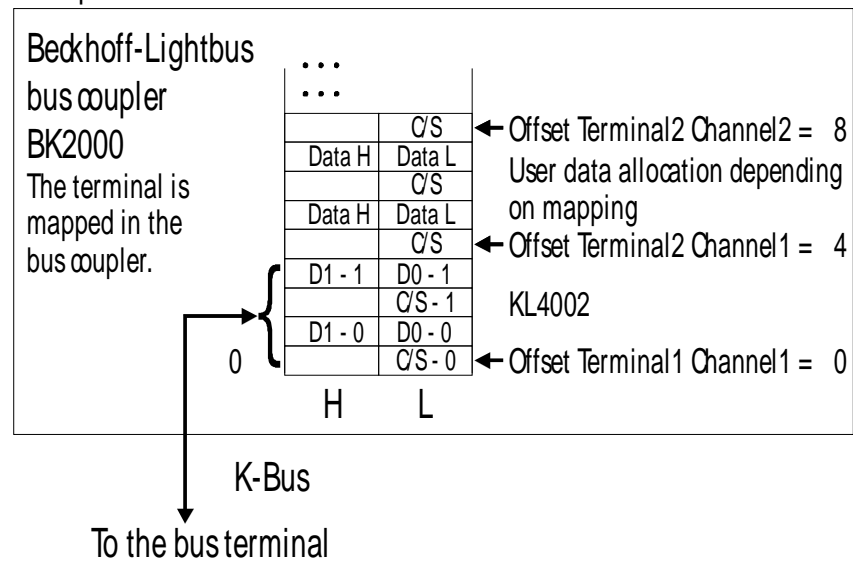 Beckhoff-Lightbus
bus coupler
BK2000
The terminal is
mapped in the
bus coupler.
...
...
C/S
Offset Terminal2 Channel2 = 8
Data H Data L
User data allocation depending
on mapping
C/S
Data H Data L
C/S
Offset Terminal2 Channel1 = 4
D1 - 1 D0 - 1
C/S - 1
KL4002
D1 - 0 D0 - 0
0
C/S - 0
Offset Terminal1 Channel1 = 0
H L
K-Bus
To the bus terminal